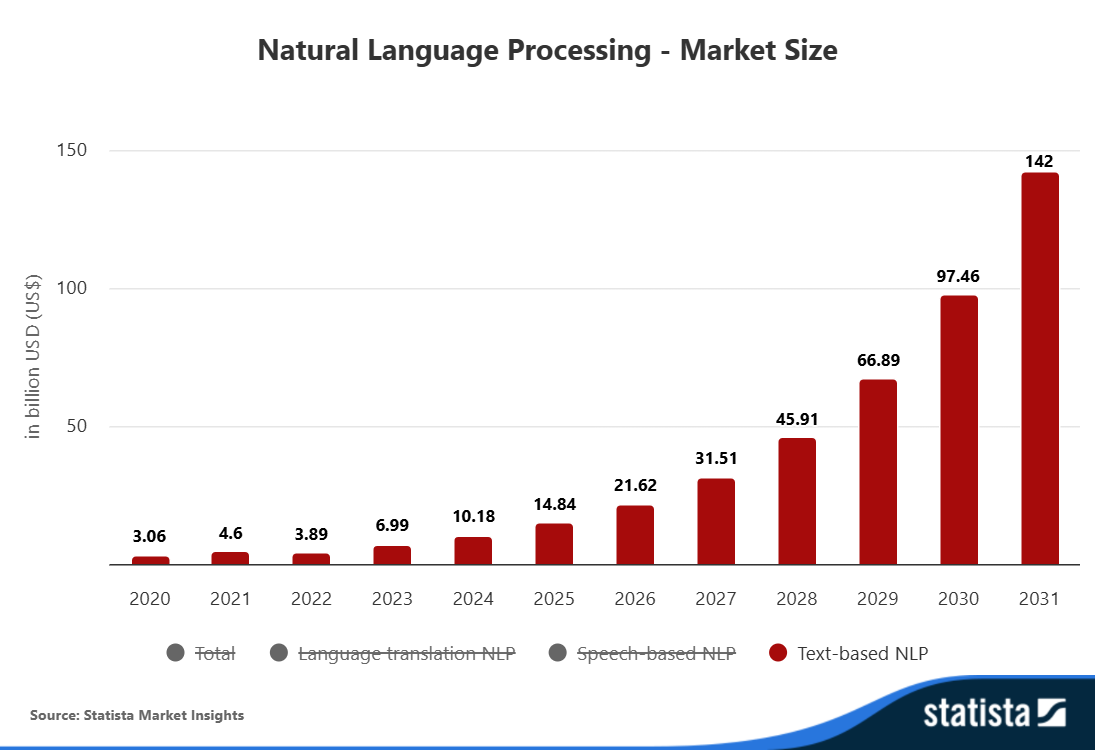 Natural Language Processing - Market Size
in billion USD (US$)
150
100
50
3.06
4.6
3.89
6.99
10.18
14.84
21.62
31.51
45.91
66.89
97.46
142
2020 2021 2022 2023 2024 2025 2026 2027 2028 2029 2030 2031
Total Language translation NLP Speech-based NLP Text-based NLP
Source: Statista Market Insights
statista